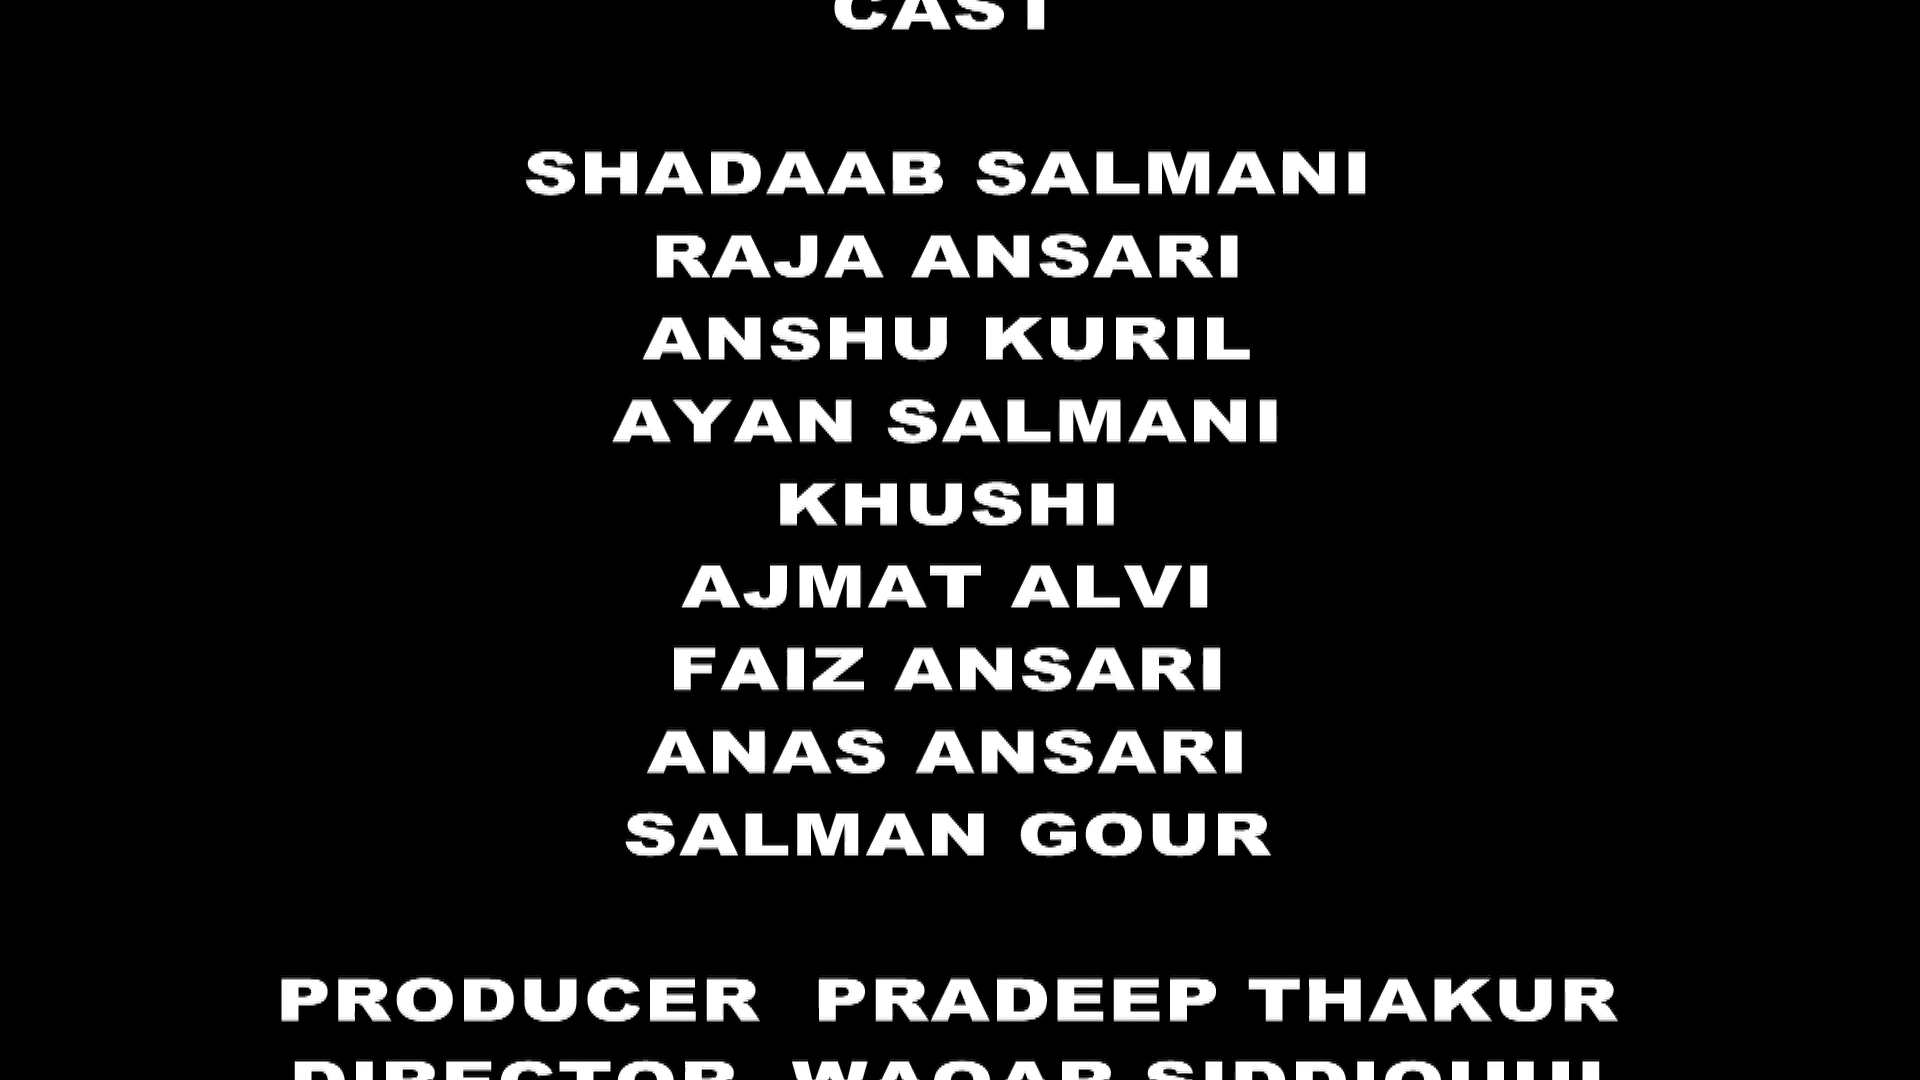 CAST
SHADAAB SALMANI
RAJA ANSARI
ANSHU KURIL
AYAN SALMANI
KHUSHI
AJMAT ALVI
FAIZ ANSARI
ANAS ANSARI
SALMAN GOUR
PRODUCER PRADEEP THAKUR
DIRECTOR